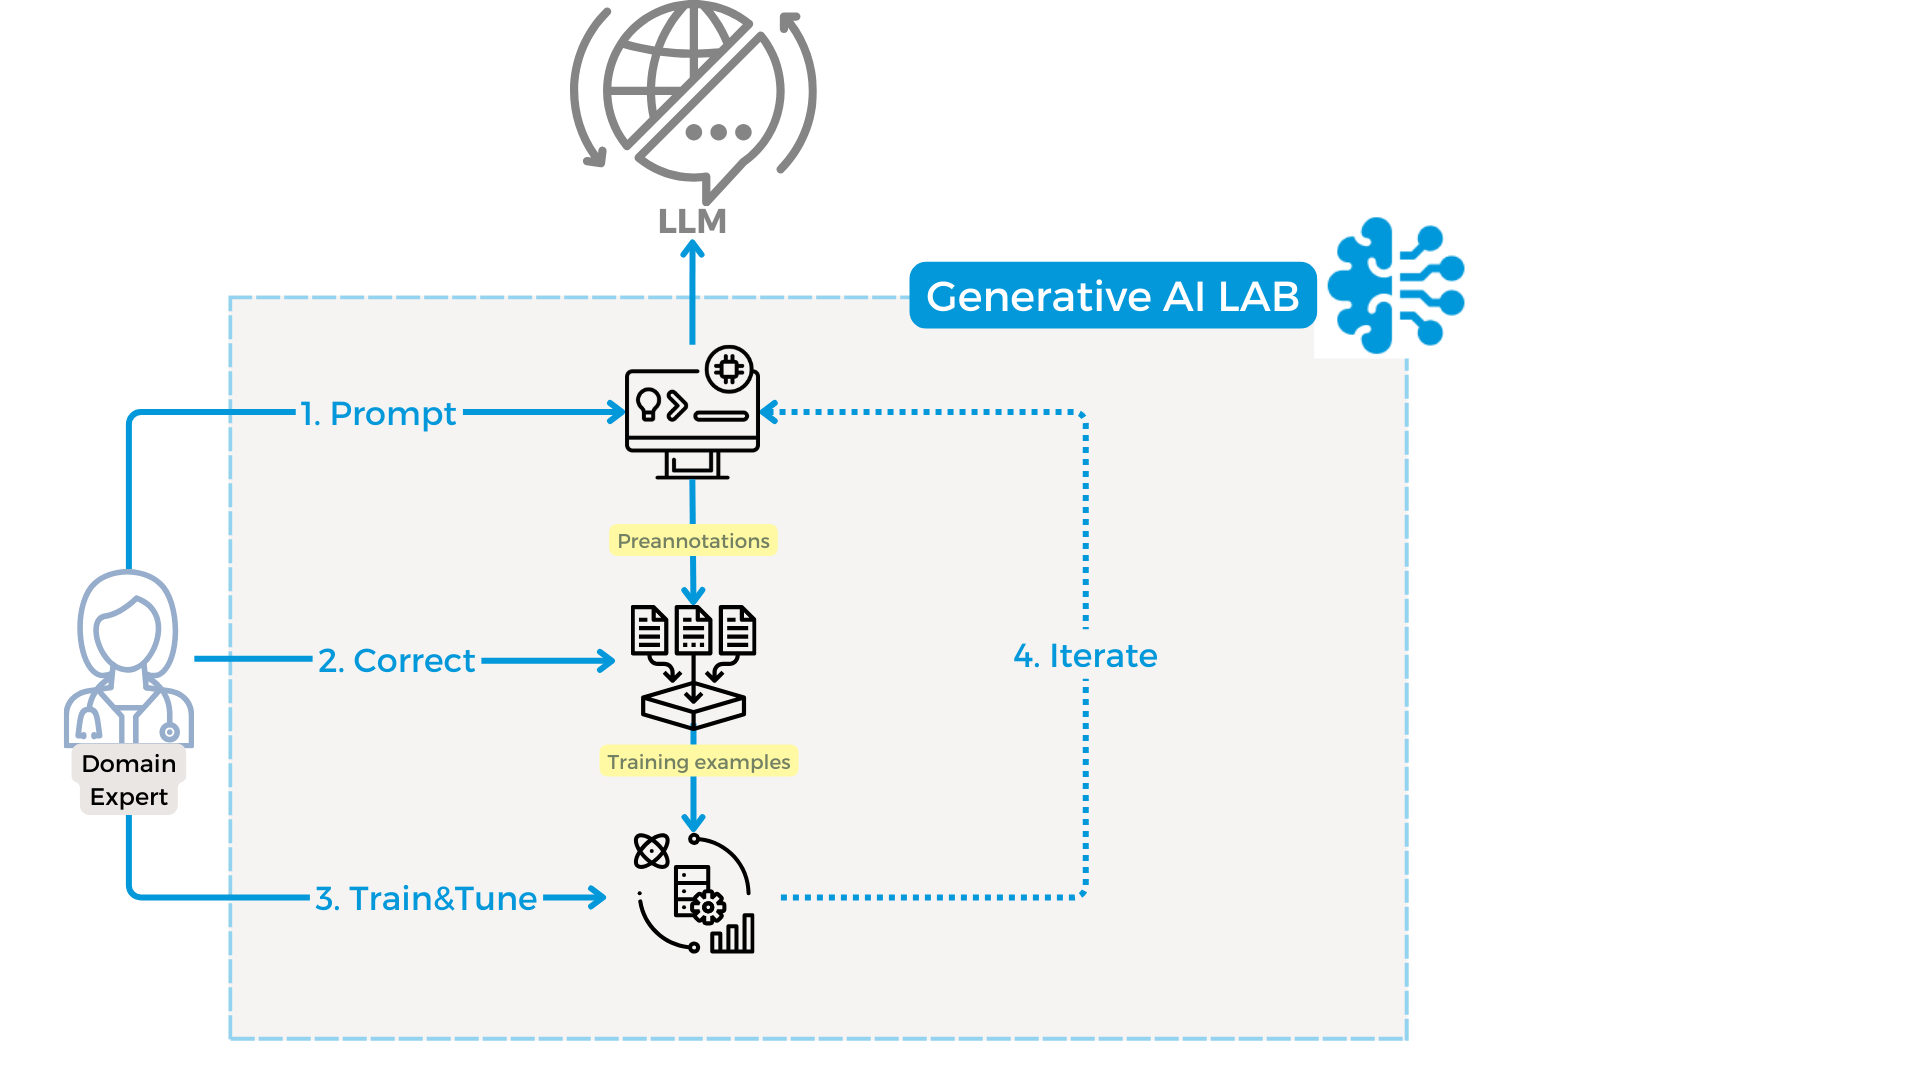 LLM
Generative AI LAB
1. Prompt
Preannotations
2. Correct
4. Iterate
Domain
Expert
Training examples
3. Train&Tune